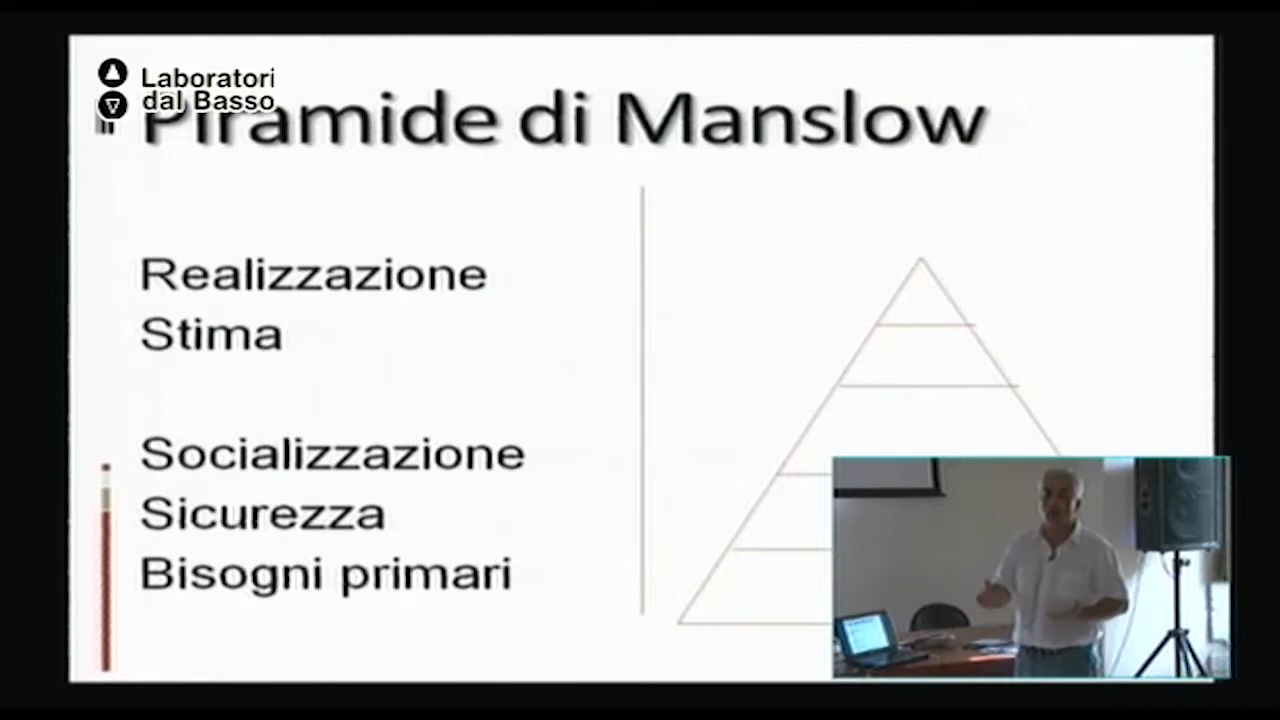 Laboratori
dal Basso
Piramide di Manslow
Realizzazione
Stima
Socializzazione
Sicurezza
Bisogni primari